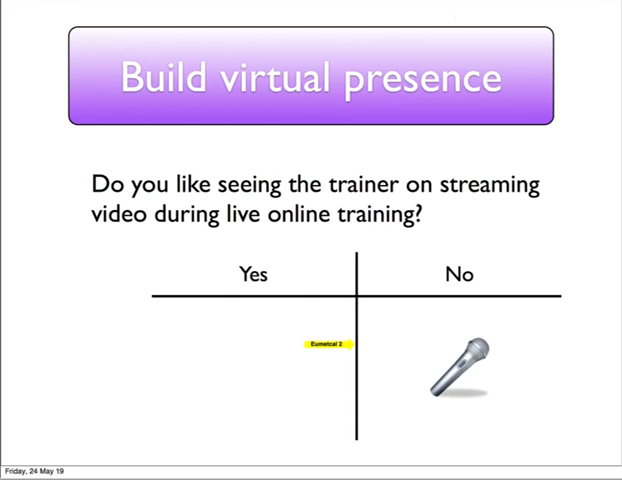 Build virtual presence
Do you like seeing the trainer on streaming
video during live online training?
Yes No
Eumetcal 2
Friday, 24 May 19